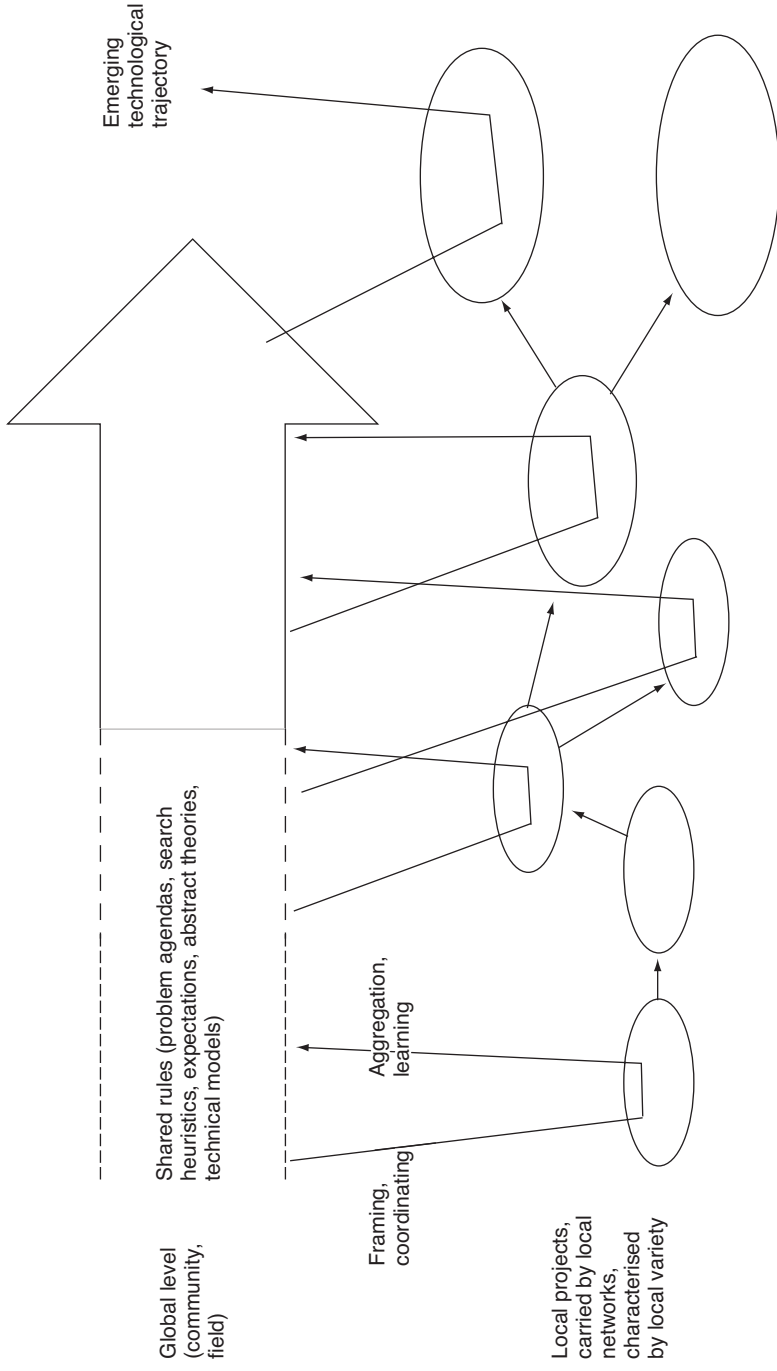 Global level
(community,
field)
Shared rules (problem agendas, search
heuristics, expectations, abstract theories,
technical models)
Emerging
technological
trajectory
Framing,
coordinating
Aggregation,
learning
Local projects,
carried by local
networks,
characterised
by local variety